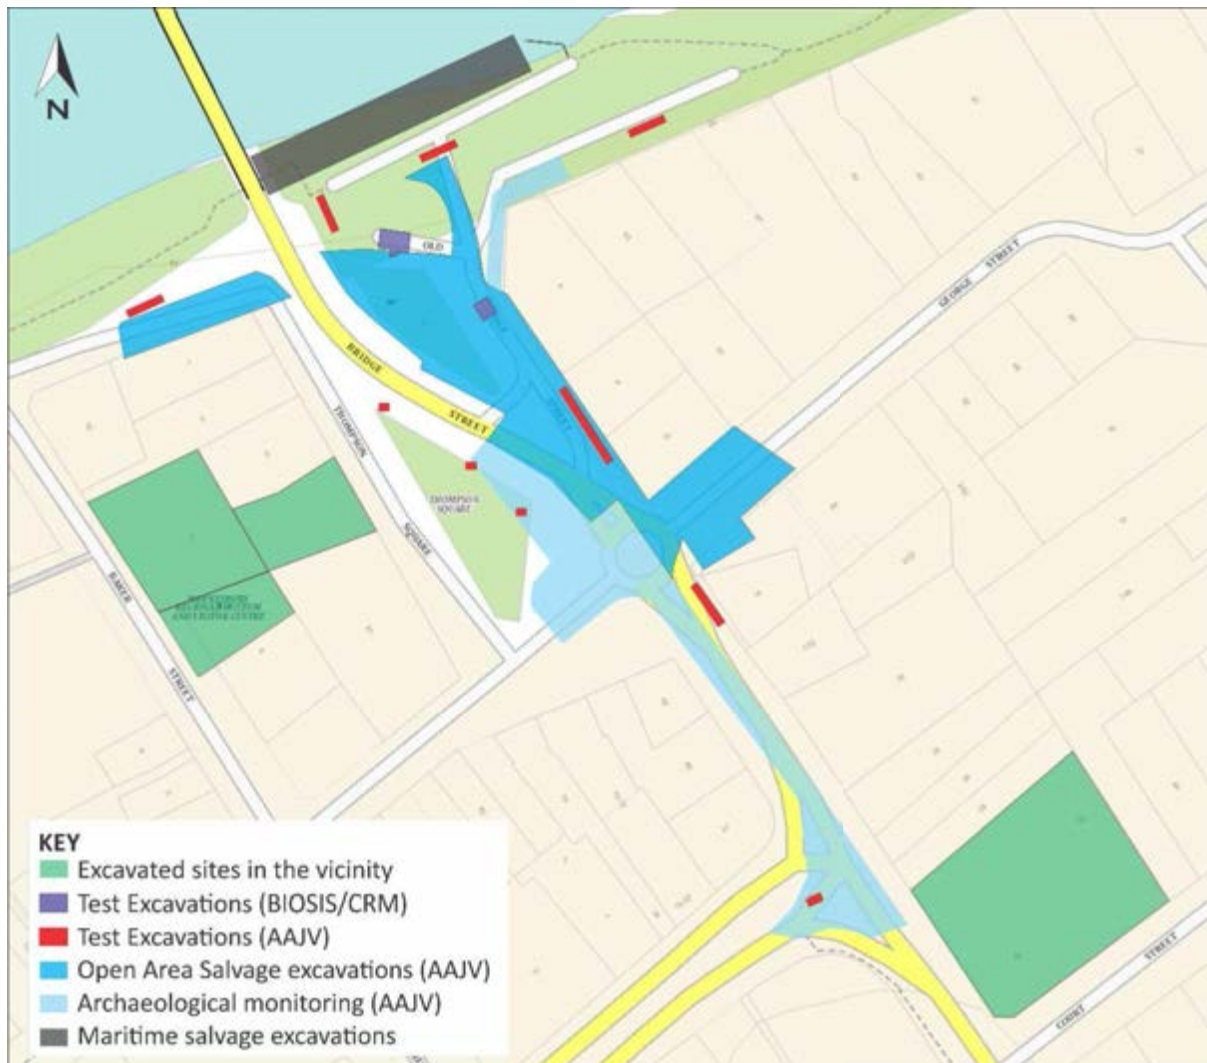 N
OLD
GEORGE STREET
BRIDGE
STREET
STREET
THOMPSON
SQUARE
THOMPSON
SQUARE
BAKER
STREET
COURT
STREET
KEY
Excavated sites in the vicinity
Test Excavations (BIOSIS/CRM)
Test Excavations (AAJV)
Open Area Salvage excavations (AAJV)
Archaeological monitoring (AAJV)
Maritime salvage excavations